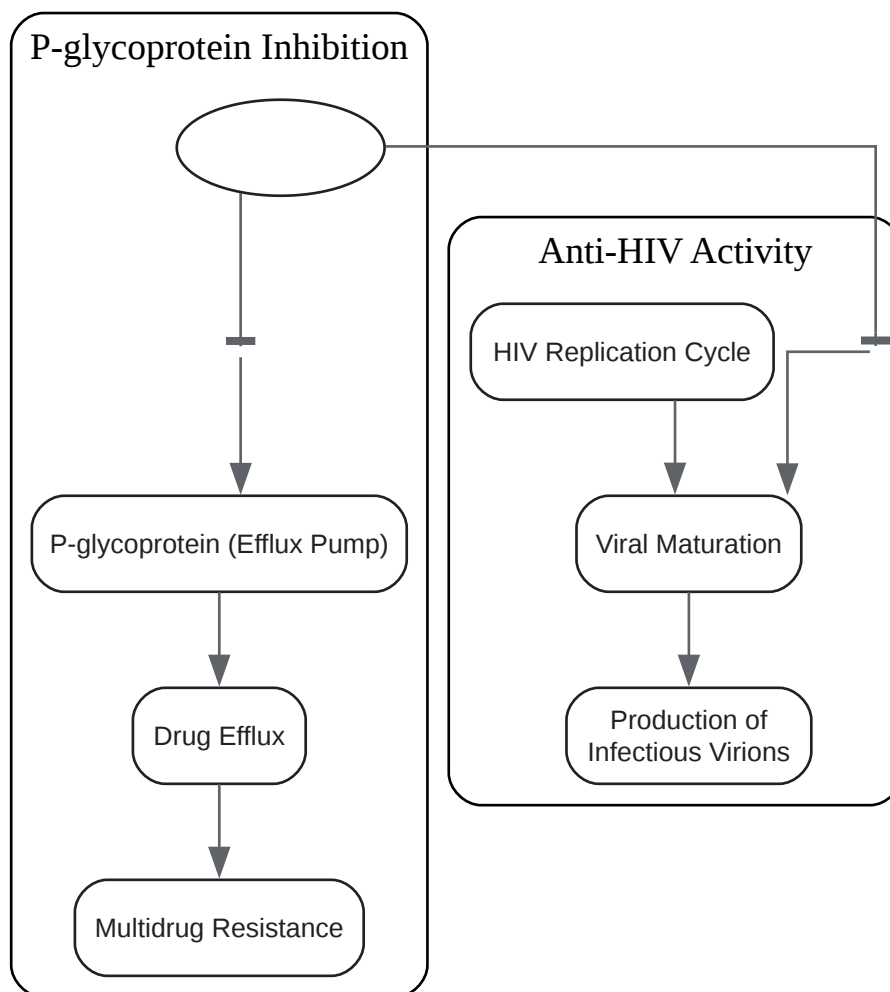 P-glycoprotein Inhibition
Anti-HIV Activity
HIV Replication Cycle
P-glycoprotein (Efflux Pump)
Viral Maturation
Drug Efflux
Production of
Infectious Virions
Multidrug Resistance